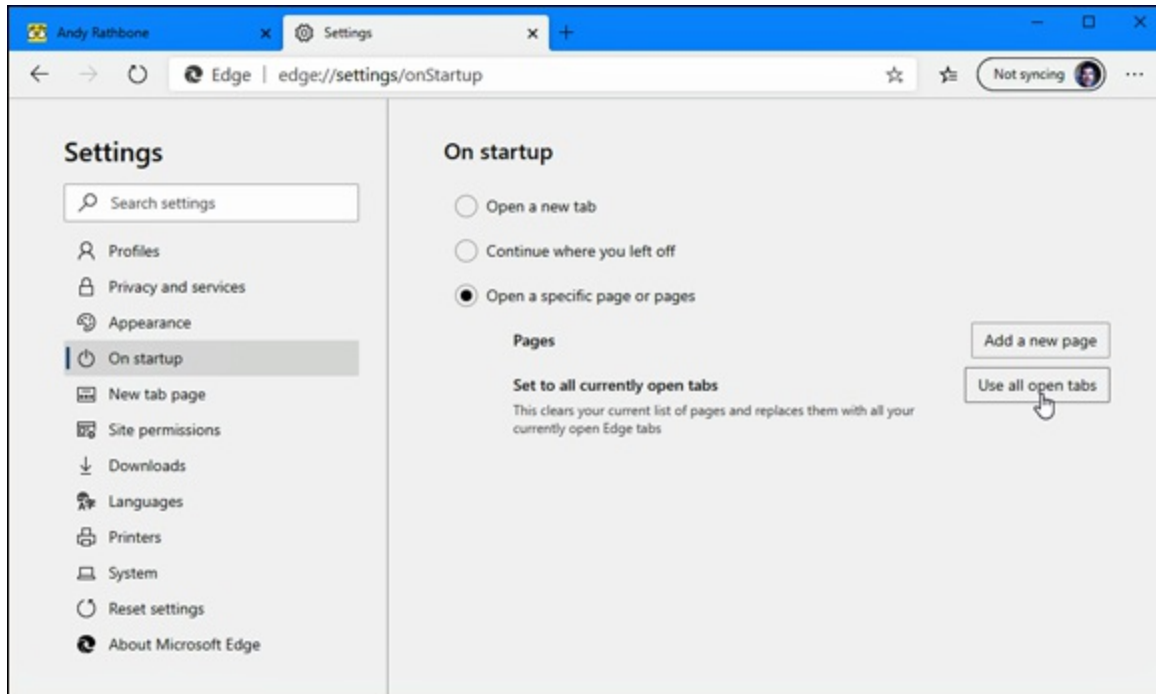 Andy Rathbone
Settings
Edge | edge://settings/onStartup
Not syncing
Settings
Search settings
Profiles
Privacy and services
Appearance
On startup
New tab page
Site permissions
Downloads
Languages
Printers
System
Reset settings
About Microsoft Edge
On startup
Open a new tab
Continue where you left off
Open a specific page or pages
Pages
Add a new page
Set to all currently open tabs
Use all open tabs
This clears your current list of pages and replaces them with all your
currently open Edge tabs